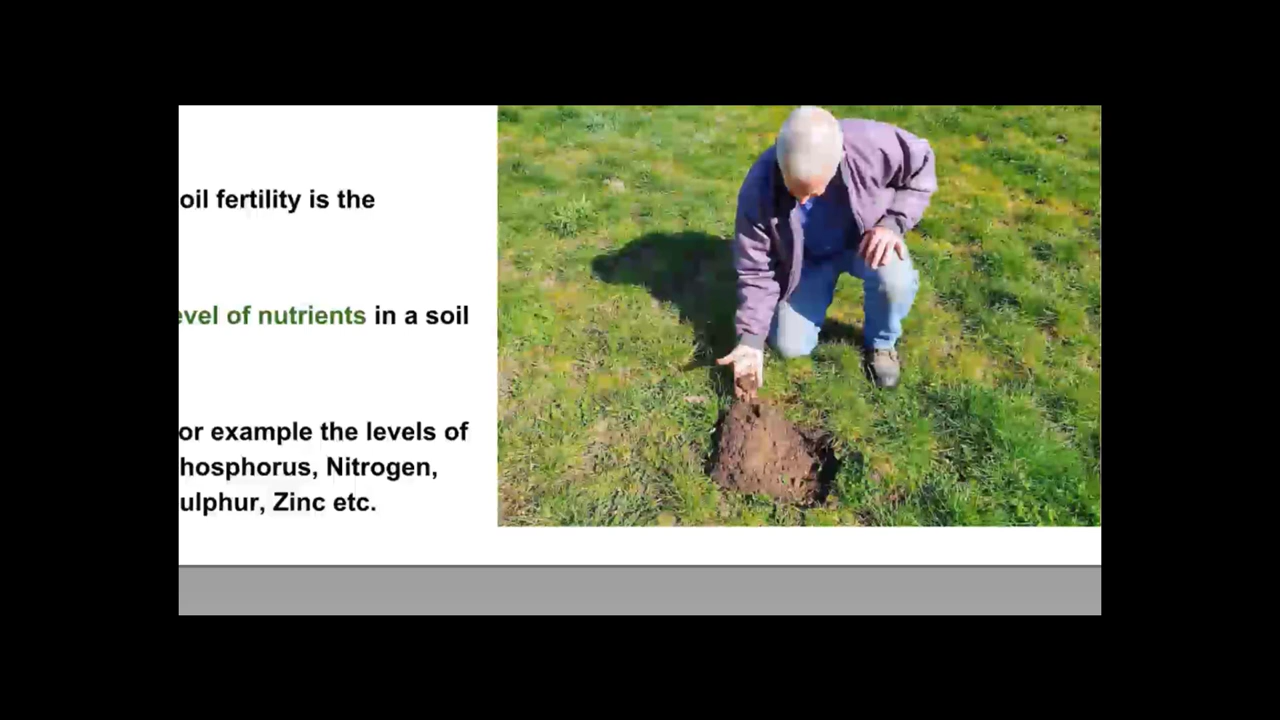 oil fertility is the
evel of nutrients in a soil
or example the levels of
hosphorus, Nitrogen,
ulphur, Zinc etc.